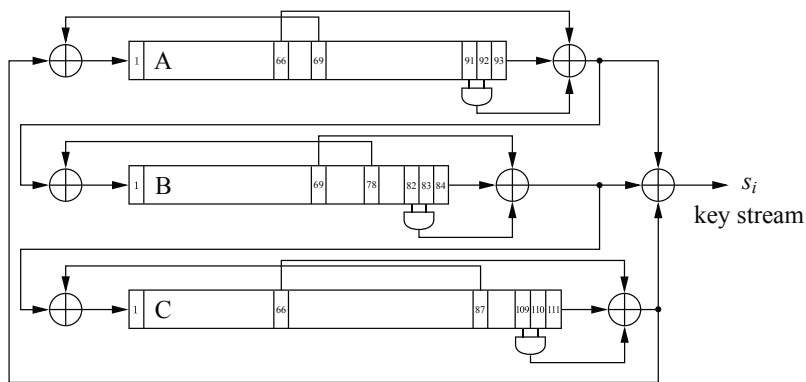 1 A 66 69 91 92 93
1 B 69 78 82 83 84
s_i
key stream
1 C 66 87 109 110 111